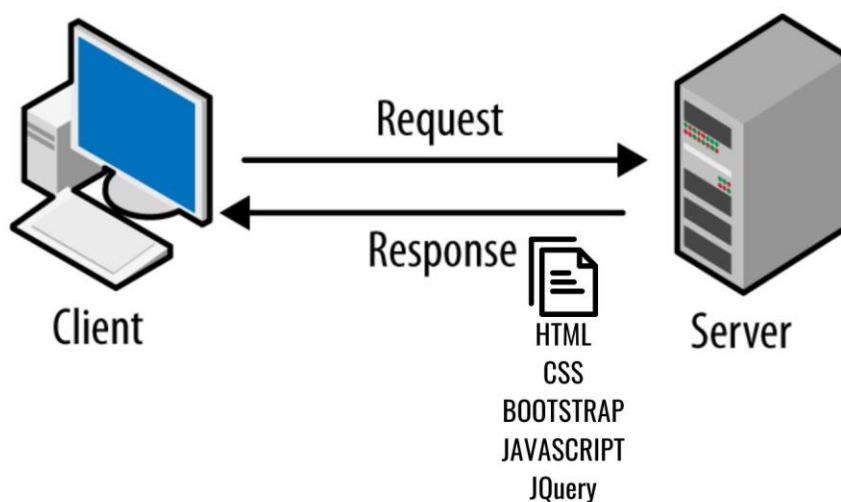 Request
Response
Client
Server
HTML
CSS
BOOTSTRAP
JAVASCRIPT
JQuery